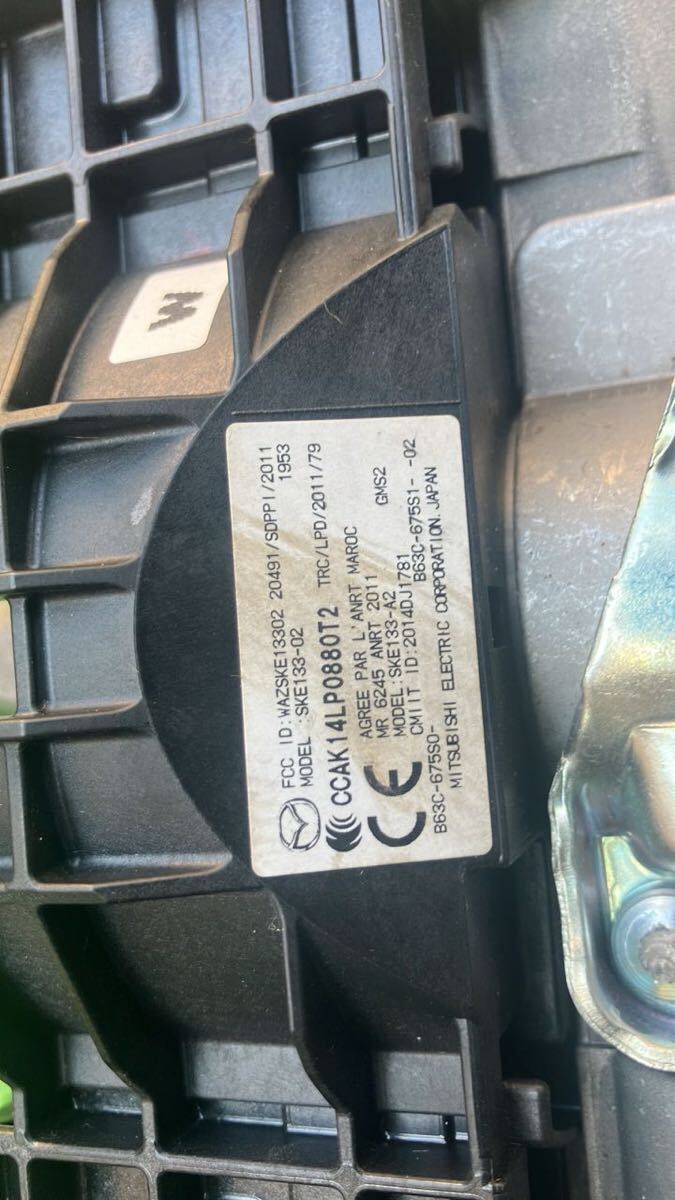 M
FCC ID:WAZSKE13302 20491/SDPPI/2011
MODEL :SKE133-02 1953
CCAK14LP0880T2 TRC/LPD/2011/79
AGREE PAR L'ANRT MAROC
MR 6245 ANRT 2011 GMS2
MODEL:SKE133-A2
CE CMIIT ID:2014DJ1781
B63C-675S0- B63C-675S1- -02
MITSUBISHI ELECTRIC CORPORATION.JAPAN